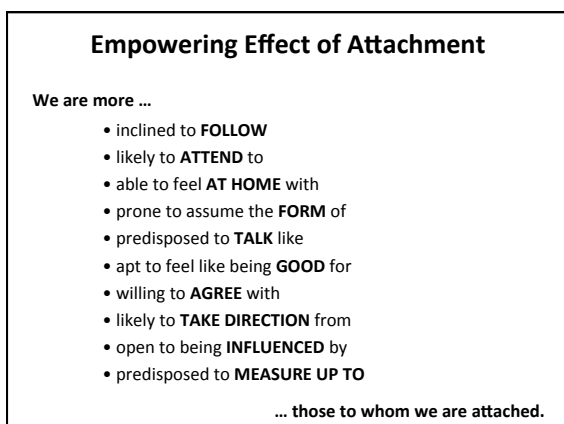 Empowering Effect of Attachment
We are more ...
• inclined to FOLLOW
• likely to ATTEND to
• able to feel AT HOME with
• prone to assume the FORM of
• predisposed to TALK like
• apt to feel like being GOOD for
• willing to AGREE with
• likely to TAKE DIRECTION from
• open to being INFLUENCED by
• predisposed to MEASURE UP TO
... those to whom we are attached.